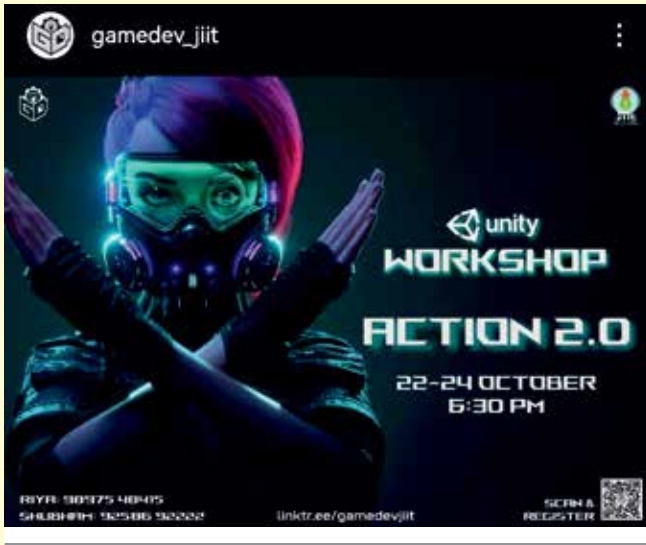 gamedev_jiit
unity
WORKSHOP
ACTION 2.0
22-24 OCTOBER
6:30 PM
RIYA: 98975 48415
SHUBHAM: 92586 92222
linktr.ee/gamedevjiit
SCAN &
REGISTER